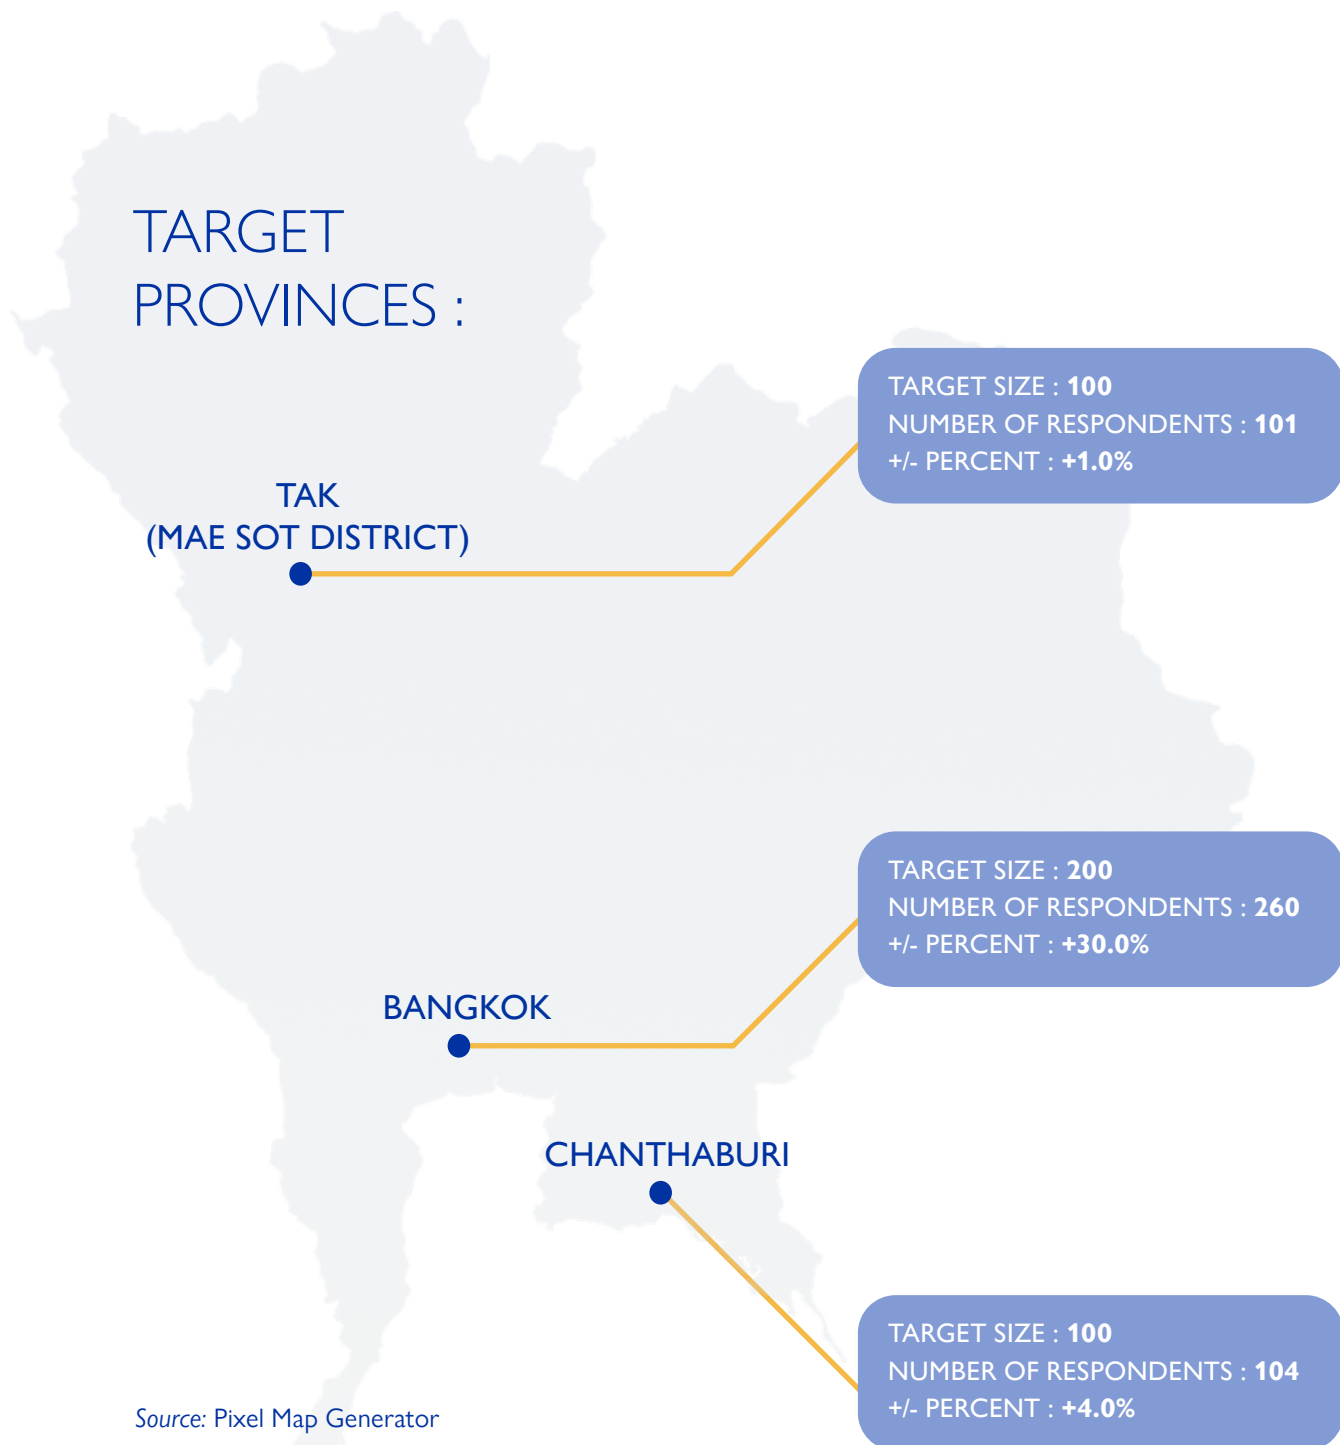 TARGET
PROVINCES :
TARGET SIZE : 100
NUMBER OF RESPONDENTS : 101
+/- PERCENT : +1.0%
TAK
(MAE SOT DISTRICT)
TARGET SIZE : 200
NUMBER OF RESPONDENTS : 260
+/- PERCENT : +30.0%
BANGKOK
CHANTHABURI
TARGET SIZE : 100
NUMBER OF RESPONDENTS : 104
+/- PERCENT : +4.0%
Source: Pixel Map Generator